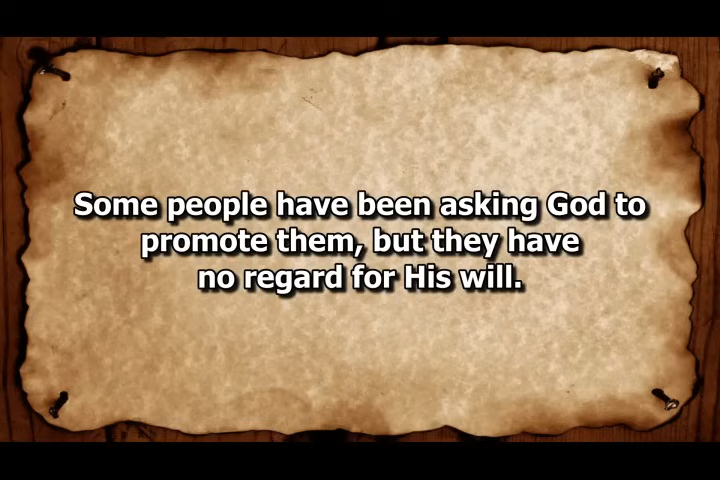 Some people have been asking God to
promote them, but they have
no regard for His will.